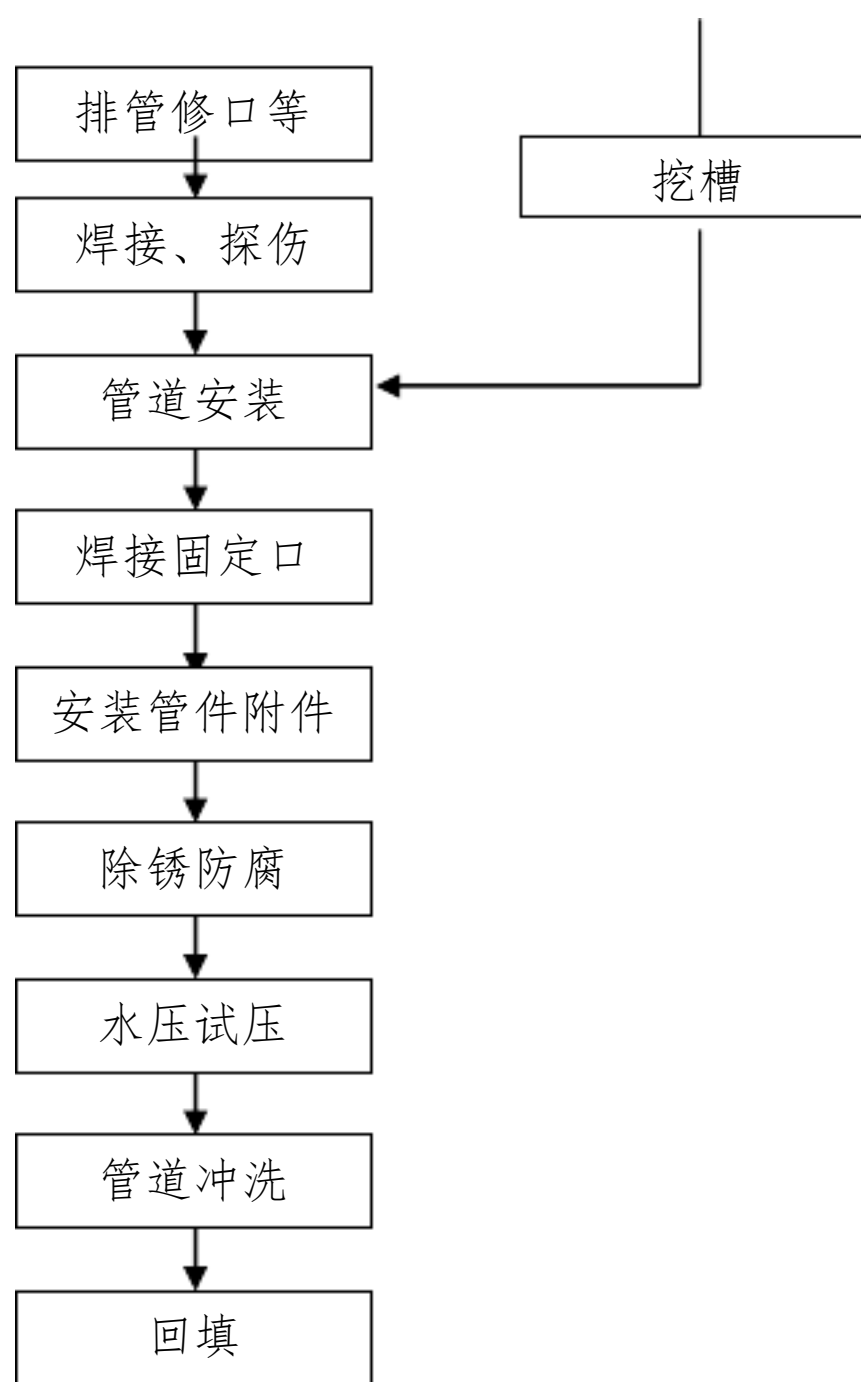 排管修口等
挖槽
焊接、探伤
管道安装
焊接固定口
安装管件附件
除锈防腐
水压试压
管道冲洗
回填